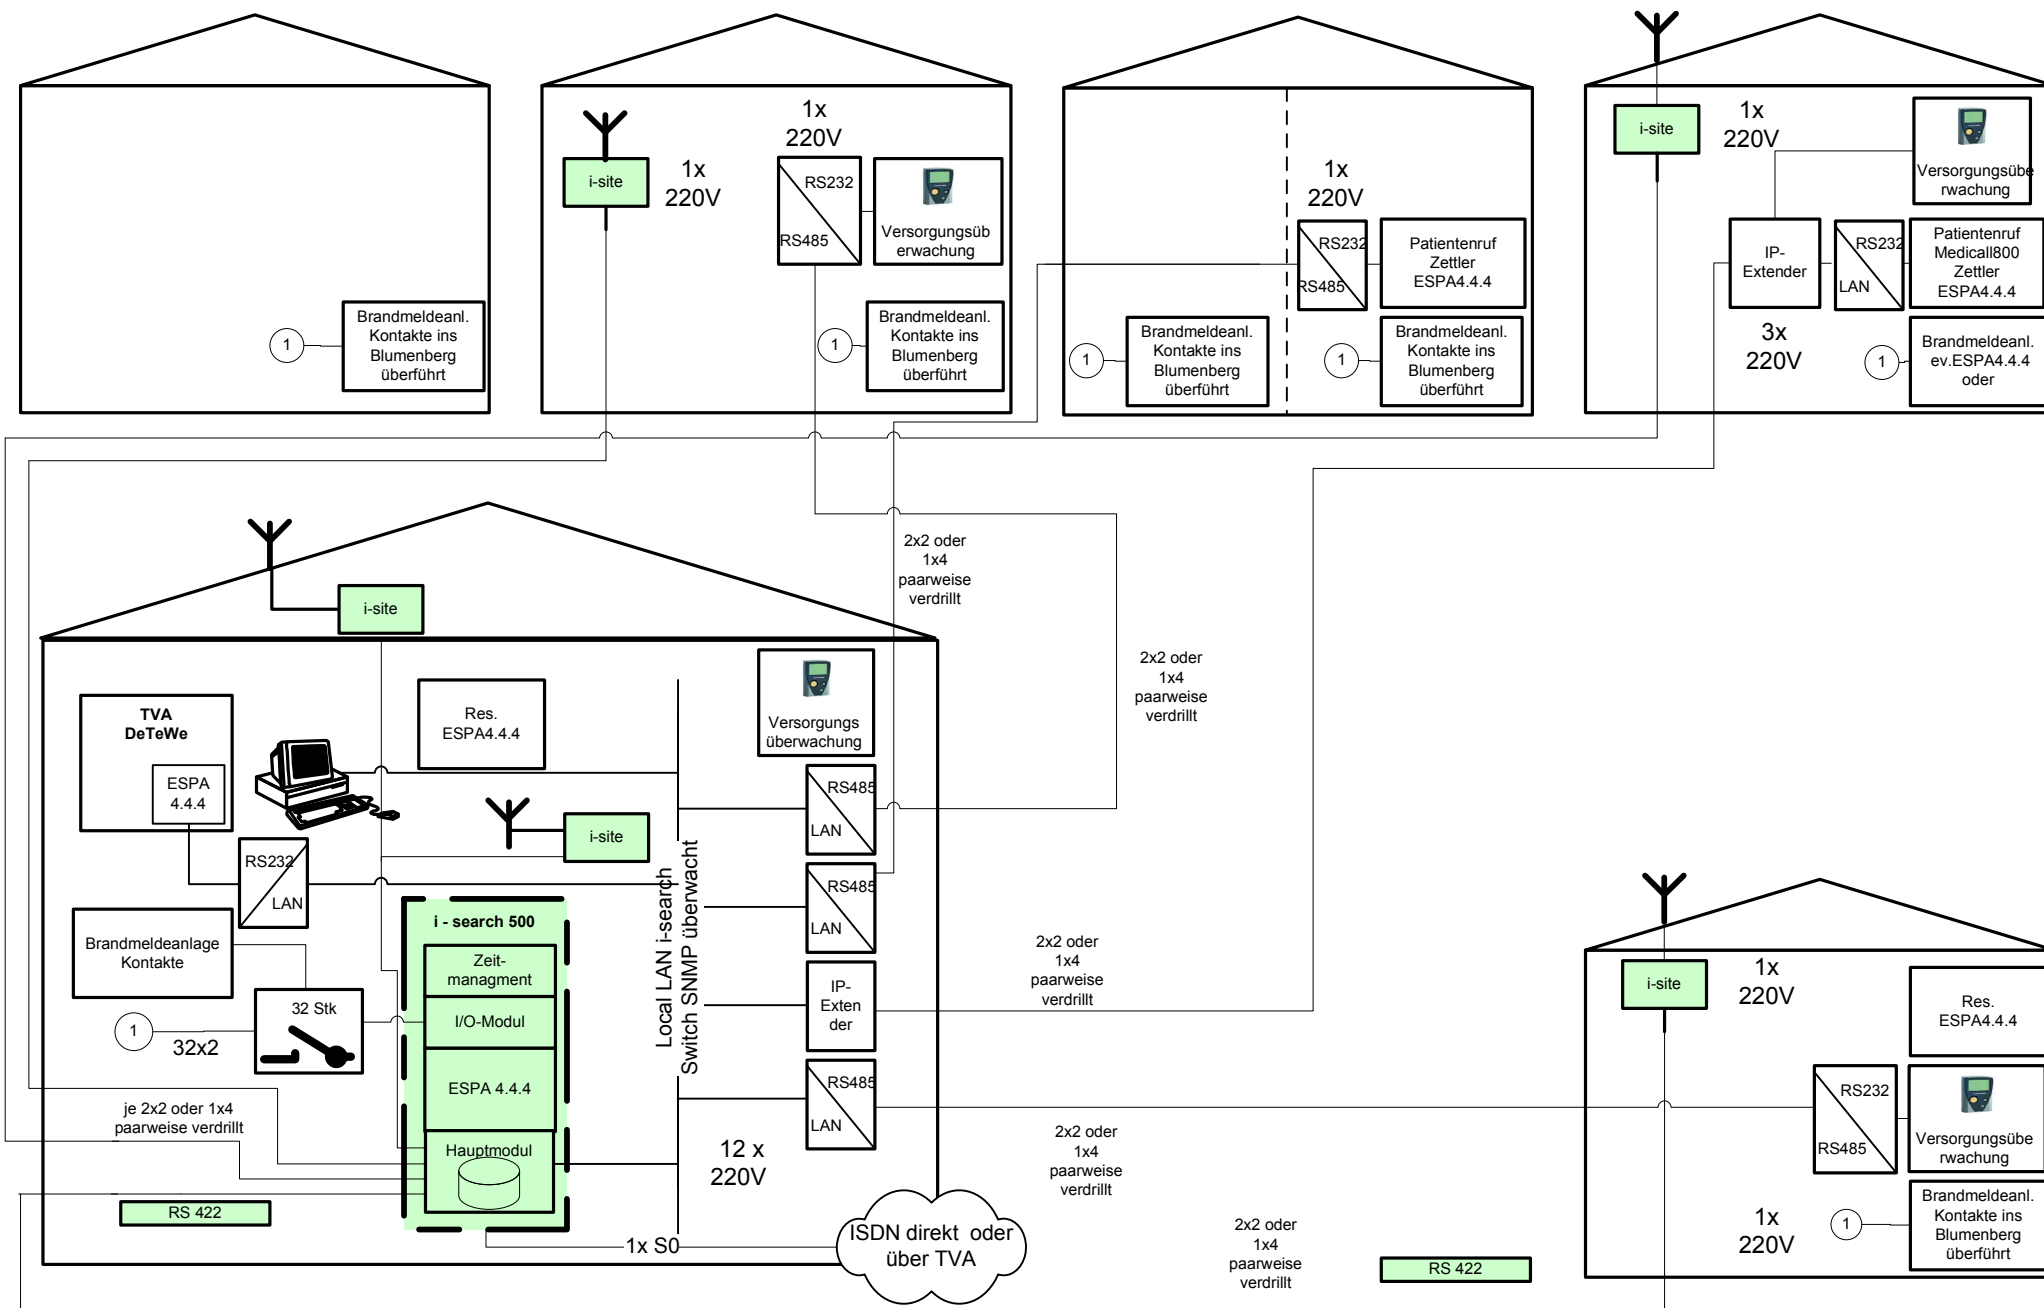 Brandmeldeanl.
Kontakte ins
Blumenberg
überführt
1
i-site
1x
220V
1x
220V
RS232
RS485
Versorgungsüb
erwachung
Brandmeldeanl.
Kontakte ins
Blumenberg
überführt
1
1x
220V
RS232
RS485
Patientenruf
Zettler
ESPA4.4.4
Brandmeldeanl.
Kontakte ins
Blumenberg
überführt
1
Brandmeldeanl.
Kontakte ins
Blumenberg
überführt
1
i-site
1x
220V
Versorgungsübe
rwachung
IP-
Extender
RS232
LAN
Patientenruf
Medicall800
Zettler
ESPA4.4.4
3x
220V
1
Brandmeldeanl.
ev.ESPA4.4.4
oder
2x2 oder
1x4
paarweise
verdrillt
i-site
2x2 oder
1x4
paarweise
verdrillt
TVA
DeTeWe
ESPA
4.4.4
Res.
ESPA4.4.4
Versorgungs
überwachung
RS485
LAN
i-site
RS232
LAN
Local LAN i-search
Switch SNMP überwacht
RS485
LAN
Brandmeldeanlage
Kontakte
i - search 500
Zeit-
managment
I/O-Modul
ESPA 4.4.4
Hauptmodul
32 Stk
1
32x2
IP-
Exten
der
2x2 oder
1x4
paarweise
verdrillt
RS485
LAN
je 2x2 oder 1x4
paarweise verdrillt
12 x
220V
2x2 oder
1x4
paarweise
verdrillt
RS 422
1x S0
ISDN direkt oder
über TVA
2x2 oder
1x4
paarweise
verdrillt
RS 422
i-site
1x
220V
Res.
ESPA4.4.4
RS232
RS485
Versorgungsübe
rwachung
1x
220V
1
Brandmeldeanl.
Kontakte ins
Blumenberg
überführt